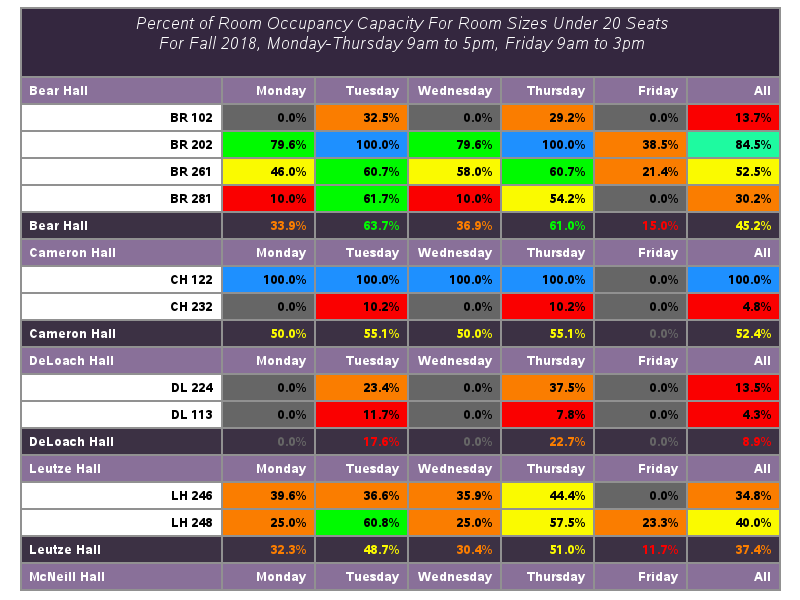 Percent of Room Occupancy Capacity For Room Sizes Under 20 Seats
For Fall 2018, Monday-Thursday 9am to 5pm, Friday 9am to 3pm
Bear Hall Monday Tuesday Wednesday Thursday Friday All
BR 102 0.0% 32.5% 0.0% 29.2% 0.0% 13.7%
BR 202 79.6% 100.0% 79.6% 100.0% 38.5% 84.5%
BR 261 46.0% 60.7% 58.0% 60.7% 21.4% 52.5%
BR 281 10.0% 61.7% 10.0% 54.2% 0.0% 30.2%
Bear Hall 33.9% 63.7% 36.9% 61.0% 15.0% 45.2%
Cameron Hall Monday Tuesday Wednesday Thursday Friday All
CH 122 100.0% 100.0% 100.0% 100.0% 0.0% 100.0%
CH 232 0.0% 10.2% 0.0% 10.2% 0.0% 4.8%
Cameron Hall 50.0% 55.1% 50.0% 55.1% 0.0% 52.4%
DeLoach Hall Monday Tuesday Wednesday Thursday Friday All
DL 224 0.0% 23.4% 0.0% 37.5% 0.0% 13.5%
DL 113 0.0% 11.7% 0.0% 7.8% 0.0% 4.3%
DeLoach Hall 0.0% 17.6% 0.0% 22.7% 0.0% 8.9%
Leutze Hall Monday Tuesday Wednesday Thursday Friday All
LH 246 39.6% 36.6% 35.9% 44.4% 0.0% 34.8%
LH 248 25.0% 60.8% 25.0% 57.5% 23.3% 40.0%
Leutze Hall 32.3% 48.7% 30.4% 51.0% 11.7% 37.4%
McNeill Hall Monday Tuesday Wednesday Thursday Friday All